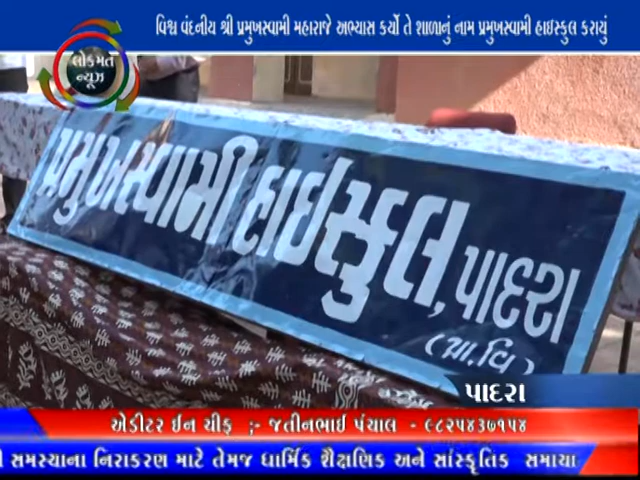 વિશ્વ વંદનીય શ્રી પ્રમુખસ્વામી મહારાજે અભ્યાસ કર્યો તે શાળાનું નામ પ્રમુખસ્વામી હાઇસ્કુલ કરાયું
લોકમત
ન્યૂઝ
પ્રમુખસ્વામી હાઇસ્કુલ, પાદરા
(પ્રા.વિ)
પાદરા
એડીટર ઈન ચીફ :- જતીનભાઈ પંચાલ - ૯૮૨૫૪૩૭૧૫૪
સમસ્યાના નિરાકરણ માટે તેમજ ધાર્મિક શૈક્ષણિક અને સાંસ્કૃતિક સમાચા